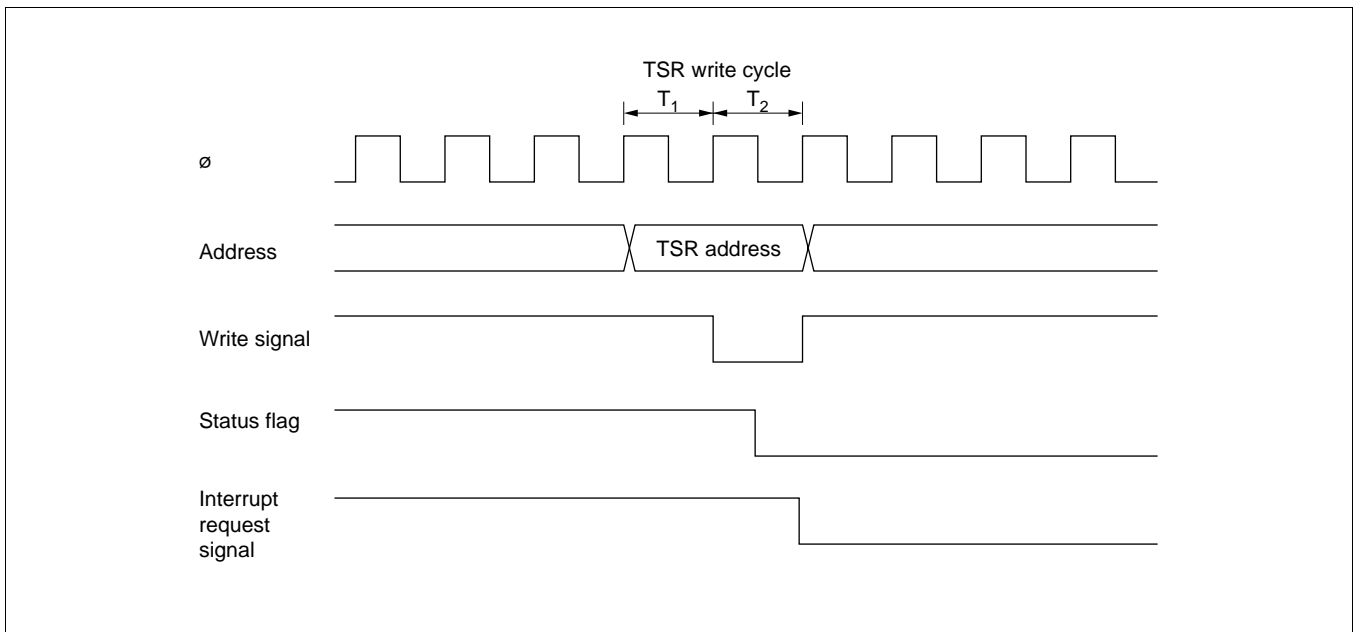 TSR write cycle
T₁ T₂
ø
Address TSR address
Write signal
Status flag
Interrupt
request
signal